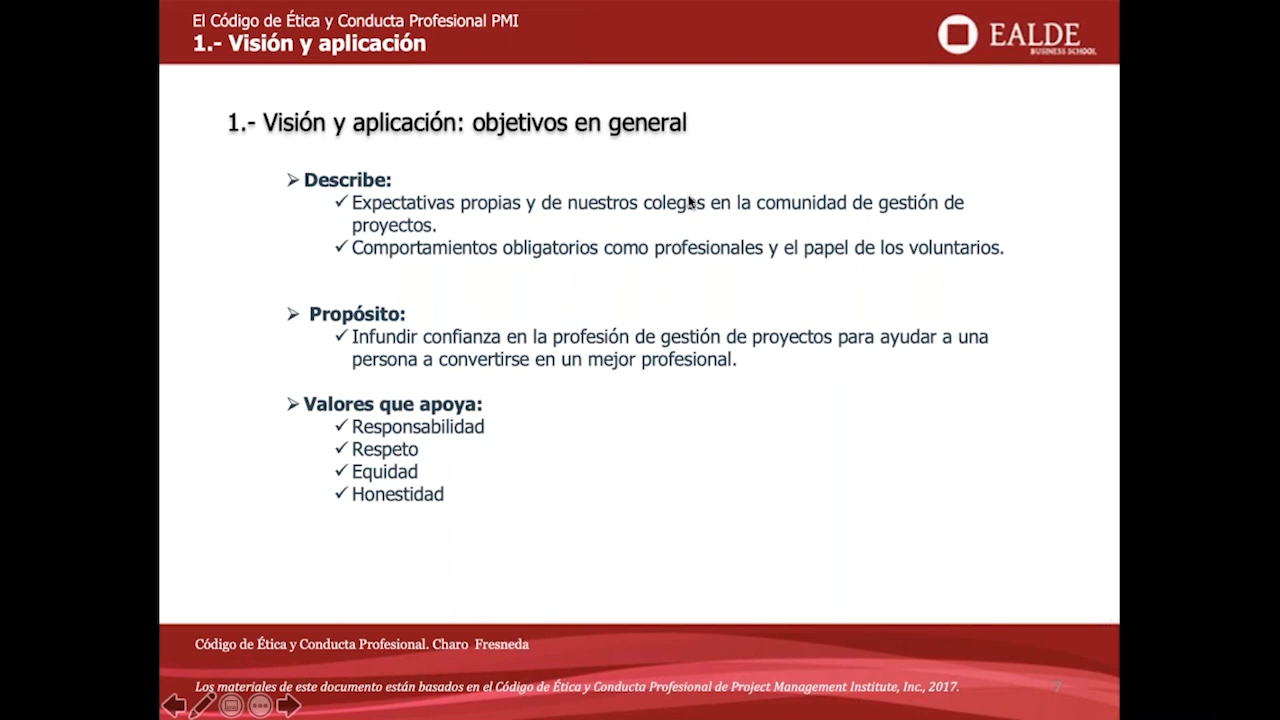 El Código de Ética y Conducta Profesional PMI
1.- Visión y aplicación
EALDE
BUSINESS SCHOOL
1.- Visión y aplicación: objetivos en general
Describe:
Expectativas propias y de nuestros colegas en la comunidad de gestión de
proyectos.
Comportamientos obligatorios como profesionales y el papel de los voluntarios.
Propósito:
Infundir confianza en la profesión de gestión de proyectos para ayudar a una
persona a convertirse en un mejor profesional.
Valores que apoya:
Responsabilidad
Respeto
Equidad
Honestidad
Código de Ética y Conducta Profesional. Charo Fresneda
Los materiales de este documento están basados en el Código de Ética y Conducta Profesional de Project Management Institute, Inc., 2017.
7